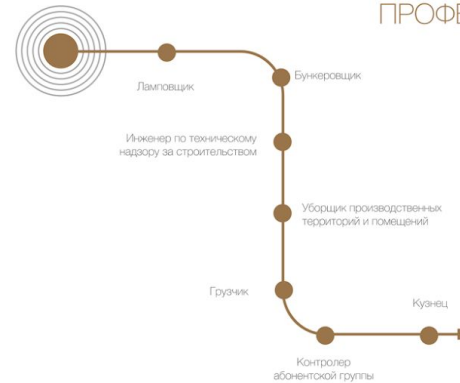 ПРОФЕ
Ламповщик
Бункеровщик
Инженер по техническому
надзору за строительством
Уборщик производственных
территорий и помещений
Грузчик
Кузнец
Контролер
абонентской группы